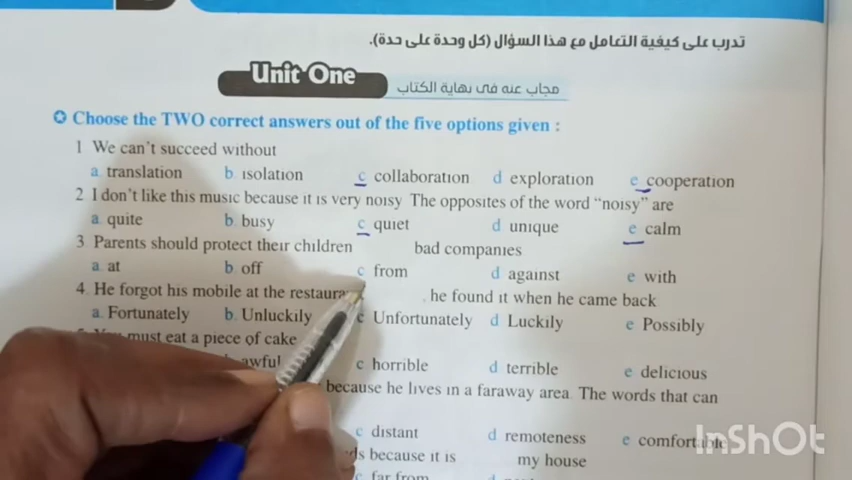 تدرب على كيفية التعامل مع هذا السؤال (كل وحدة على حدة).
Unit One
مجاب عنه فى نهاية الكتاب
✪ Choose the TWO correct answers out of the five options given :
1 We can't succeed without
a translation b isolation c collaboration d exploration e cooperation
2 I don't like this music because it is very noisy The opposites of the word "noisy" are
a. quite b. busy c quiet d unique e calm
3 Parents should protect their children bad companies
a. at b. off c from d against e with
4. He forgot his mobile at the , he found it when he came back
a. Fortunately b. Unluckily c Unfortunately d Luckily e Possibly
must eat a piece of cake
awful c horrible d terrible e delicious
because he lives in a faraway area. The words that can
c distant d remoteness e comfortable
because it is my house
c far from
InShOt